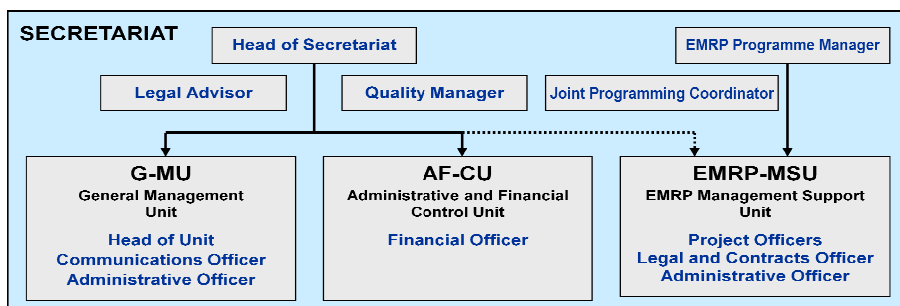 SECRETARIAT
Head of Secretariat
EMRP Programme Manager
Legal Advisor
Quality Manager
Joint Programming Coordinator
G-MU
General Management
Unit
Head of Unit
Communications Officer
Administrative Officer
AF-CU
Administrative and Financial
Control Unit
Financial Officer
EMRP-MSU
EMRP Management Support
Unit
Project Officers
Legal and Contracts Officer
Administrative Officer